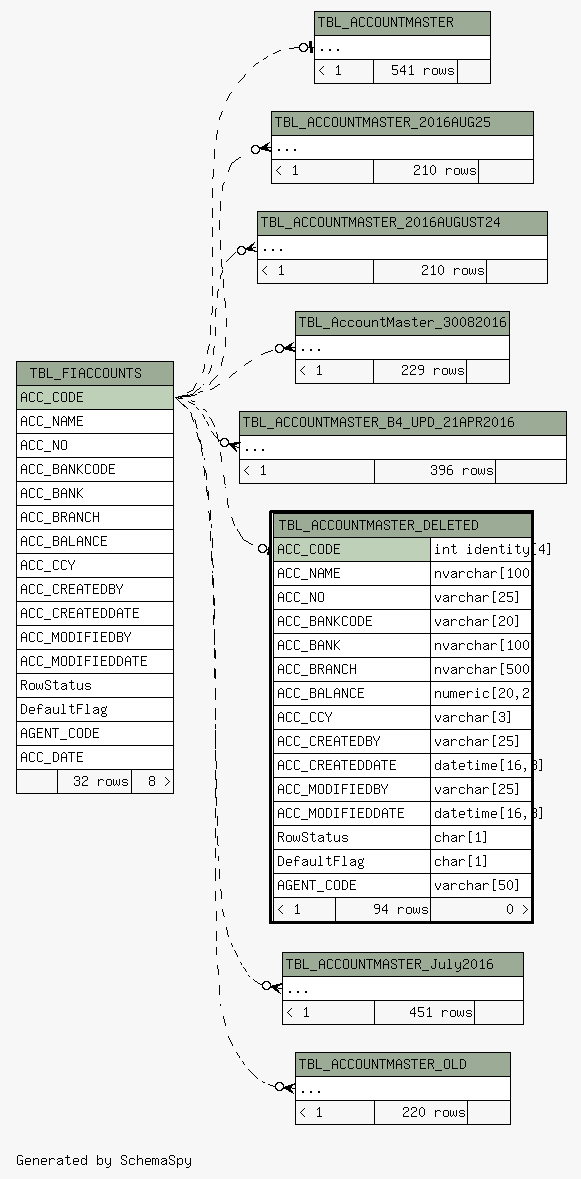 TBL_ACCOUNTMASTER
...
< 1 541 rows
TBL_ACCOUNTMASTER_2016AUG25
...
< 1 210 rows
TBL_ACCOUNTMASTER_2016AUGUST24
...
< 1 210 rows
TBL_AccountMaster_30082016
...
< 1 229 rows
TBL_ACCOUNTMASTER_B4_UPD_21APR2016
...
< 1 396 rows
TBL_FIACCOUNTS
ACC_CODE
ACC_NAME
ACC_NO
ACC_BANKCODE
ACC_BANK
ACC_BRANCH
ACC_BALANCE
ACC_CCY
ACC_CREATEDBY
ACC_CREATEDDATE
ACC_MODIFIEDBY
ACC_MODIFIEDDATE
RowStatus
DefaultFlag
AGENT_CODE
ACC_DATE
32 rows 8 >
TBL_ACCOUNTMASTER_DELETED
ACC_CODE int identity[4]
ACC_NAME nvarchar[100
ACC_NO varchar[25]
ACC_BANKCODE varchar[20]
ACC_BANK nvarchar[100
ACC_BRANCH nvarchar[500
ACC_BALANCE numeric[20,2
ACC_CCY varchar[3]
ACC_CREATEDBY varchar[25]
ACC_CREATEDDATE datetime[16,3]
ACC_MODIFIEDBY varchar[25]
ACC_MODIFIEDDATE datetime[16,3]
RowStatus char[1]
DefaultFlag char[1]
AGENT_CODE varchar[50]
< 1 94 rows 0 >
TBL_ACCOUNTMASTER_July2016
...
< 1 451 rows
TBL_ACCOUNTMASTER_OLD
...
< 1 220 rows
Generated by SchemaSpy